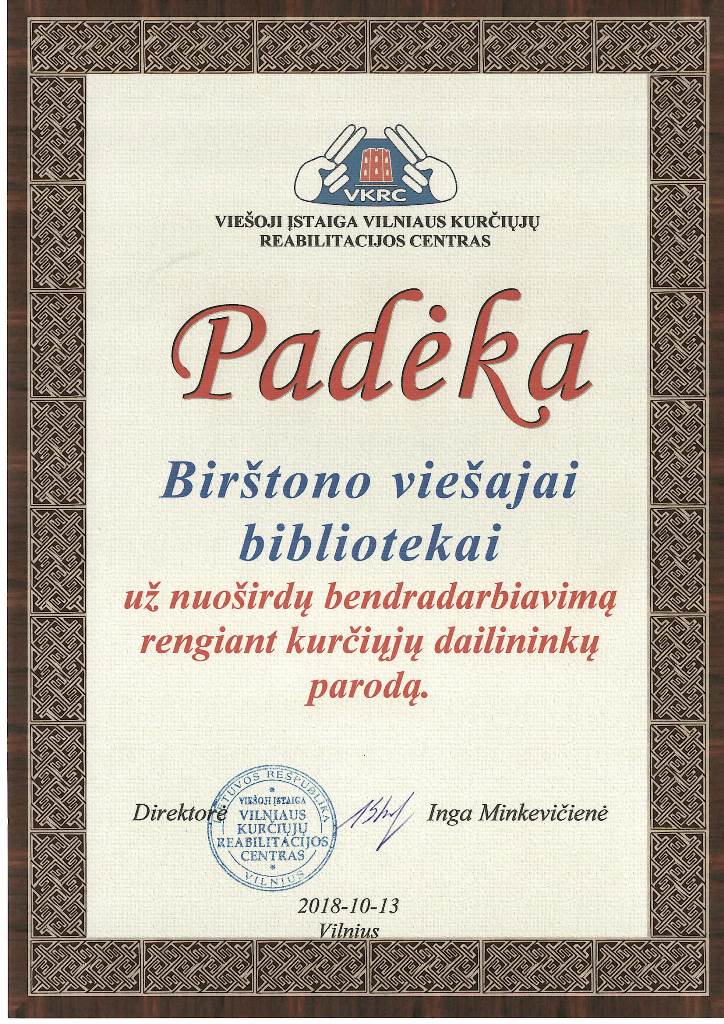 VKRC
VIEŠOJI ĮSTAIGA VILNIAUS KURČIŲJŲ
REABILITACIJOS CENTRAS
Padėka
Birštono viešajai
bibliotekai
už nuoširdų bendradarbiavimą
rengiant kurčiųjų dailininkų
parodą.
Direktorė
LIETUVOS RESPUBLIKA
VIEŠOJI ĮSTAIGA
VILNIAUS
KURČIŲJŲ
REABILITACIJOS
CENTRAS
VILNIUS
Inga Minkevičienė
2018-10-13
Vilnius